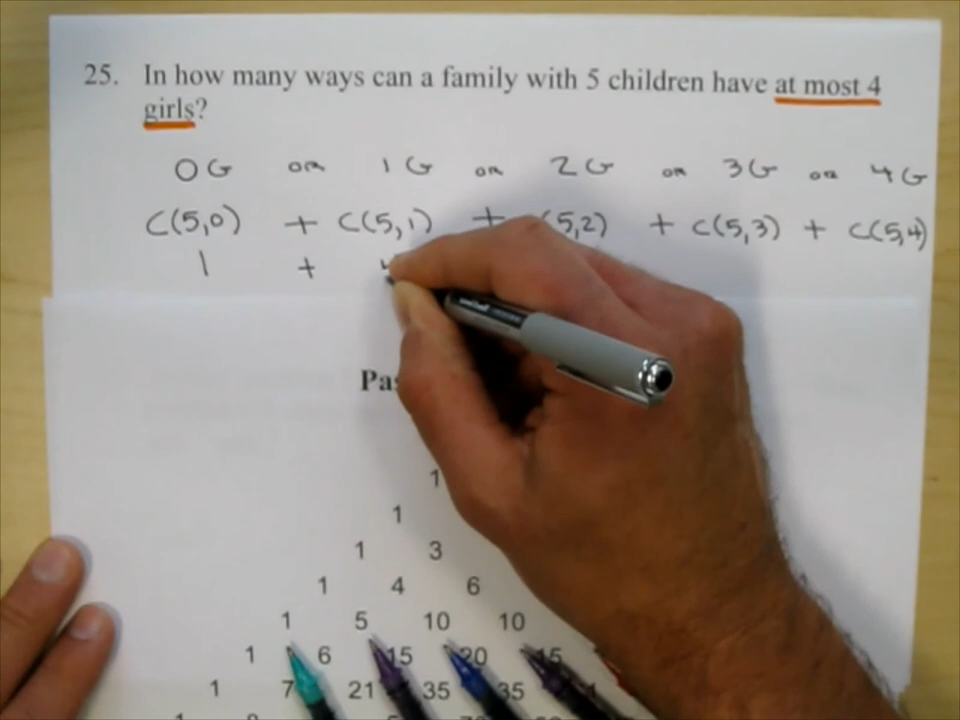 25. In how many ways can a family with 5 children have at most 4
girls?
0G or 1G or 2G or 3G or 4G
C(5,0) + C(5,1) + (5,2) + C(5,3) + C(5,4)
1 +
1
1
1 3
1 4 6
1 5 10 10
1 6 15 20 15
1 7 21 35 35